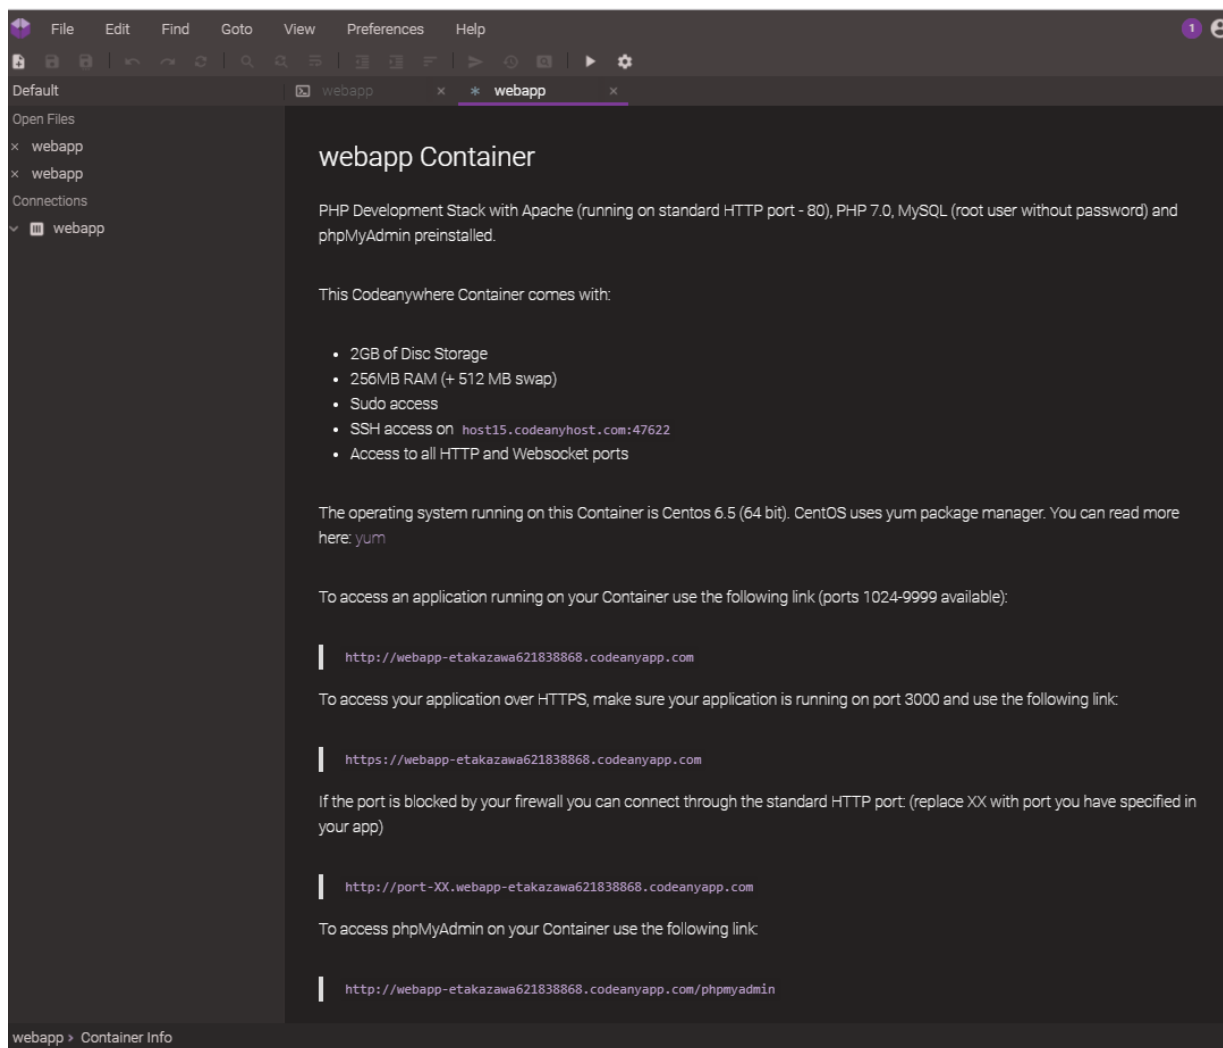 File Edit Find Goto View Preferences Help 1
Default
webapp × * webapp ×
Open Files
× webapp
× webapp
Connections
webapp
webapp Container
PHP Development Stack with Apache (running on standard HTTP port - 80), PHP 7.0, MySQL (root user without password) and
phpMyAdmin preinstalled.
This Codeanywhere Container comes with:
• 2GB of Disc Storage
• 256MB RAM (+ 512 MB swap)
• Sudo access
• SSH access on host15.codeanyhost.com:47622
• Access to all HTTP and Websocket ports
The operating system running on this Container is Centos 6.5 (64 bit). CentOS uses yum package manager. You can read more
here: yum
To access an application running on your Container use the following link (ports 1024-9999 available):
http://webapp-etakazawa621838868.codeanyapp.com
To access your application over HTTPS, make sure your application is running on port 3000 and use the following link:
https://webapp-etakazawa621838868.codeanyapp.com
If the port is blocked by your firewall you can connect through the standard HTTP port: (replace XX with port you have specified in
your app)
http://port-XX.webapp-etakazawa621838868.codeanyapp.com
To access phpMyAdmin on your Container use the following link:
http://webapp-etakazawa621838868.codeanyapp.com/phpmyadmin
webapp > Container Info